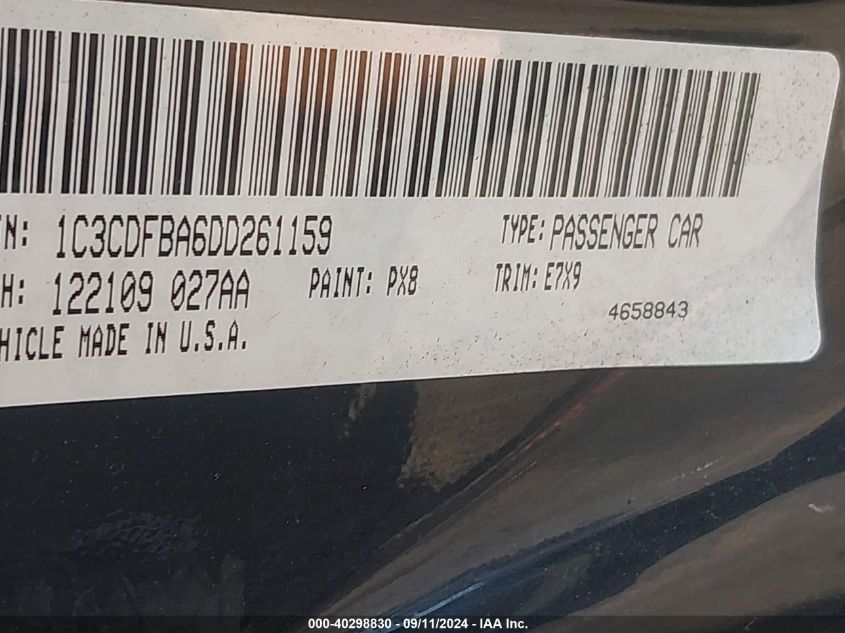 N: 1C3CDFBA6DD261159 TYPE: PASSENGER CAR
H: 122109 027AA PAINT: PX8 TRIM: E7X9
HICLE MADE IN U.S.A. 4658843
000-40298830 - 09/11/2024 - IAA Inc.